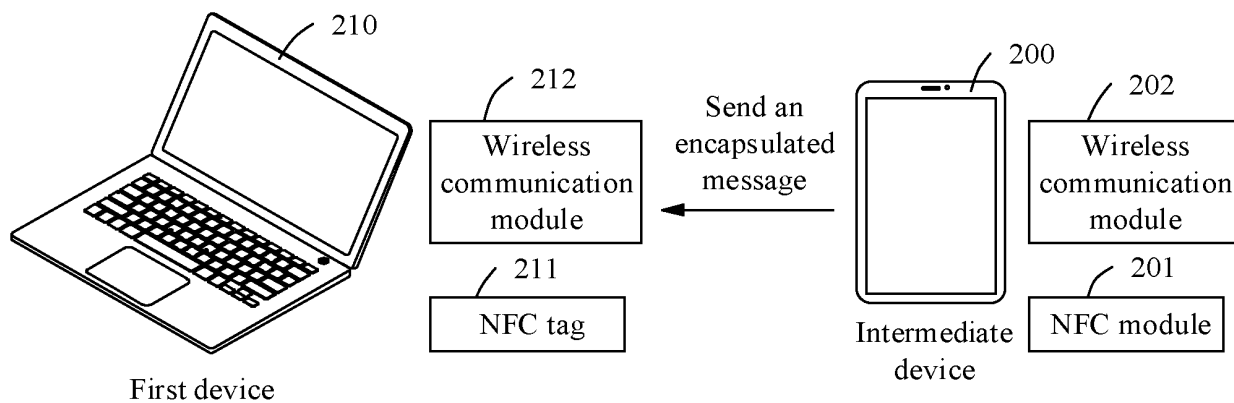 210
212
Wireless
communication
module
211
NFC tag
First device
Send an
encapsulated
message
200
Intermediate
device
202
Wireless
communication
module
201
NFC module